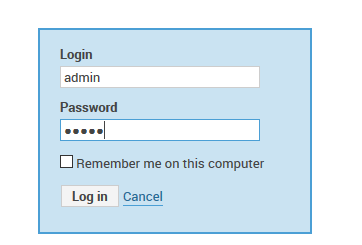 Login
admin
Password
●●●●●
Remember me on this computer
Log in Cancel